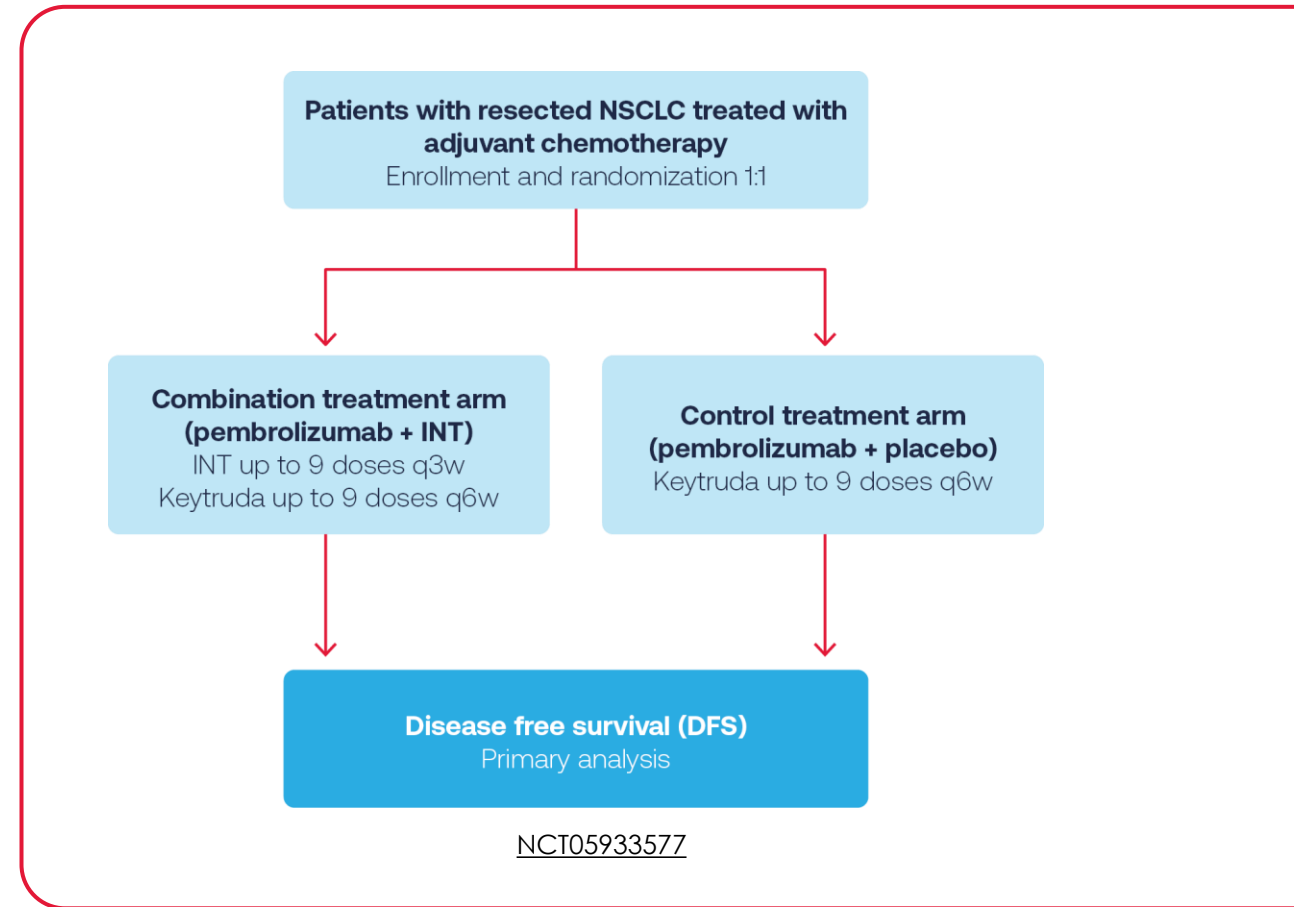 Patients with resected NSCLC treated with
adjuvant chemotherapy
Enrollment and randomization 1:1
Combination treatment arm
(pembrolizumab + INT)
INT up to 9 doses q3w
Keytruda up to 9 doses q6w
Control treatment arm
(pembrolizumab + placebo)
Keytruda up to 9 doses q6w
Disease free survival (DFS)
Primary analysis
NCT05933577